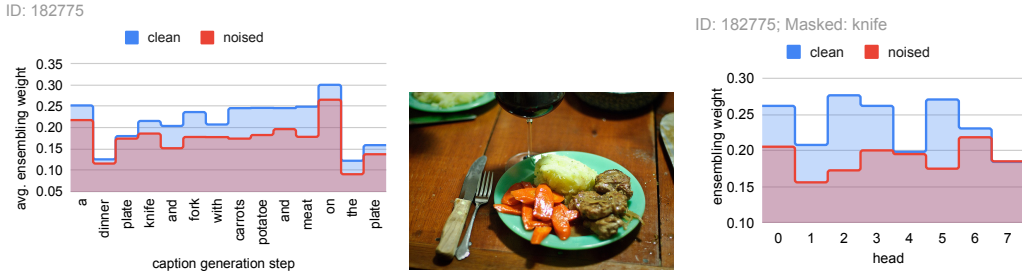 ID: 182775
clean noised
avg. ensembling weight
0.35
0.30
0.25
0.20
0.15
0.10
0.05
a
dinner
plate
knife
and
fork
with
carrots
potatoe
and
meat
on
the
plate
caption generation step
ID: 182775; Masked: knife
clean noised
ensembling weight
0.30
0.25
0.20
0.15
0.10
0 1 2 3 4 5 6 7
head